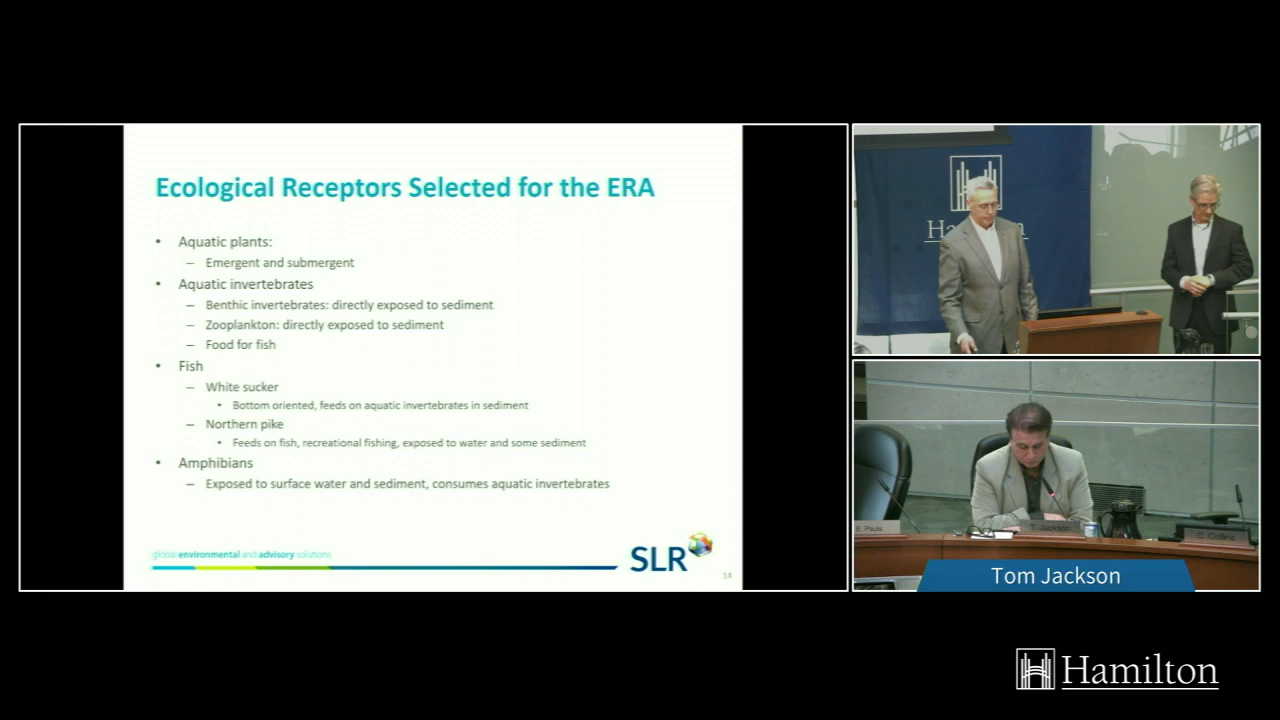 Ecological Receptors Selected for the ERA
• Aquatic plants:
– Emergent and submergent
• Aquatic invertebrates
– Benthic invertebrates: directly exposed to sediment
– Zooplankton: directly exposed to sediment
– Food for fish
• Fish
– White sucker
• Bottom oriented, feeds on aquatic invertebrates in sediment
– Northern pike
• Feeds on fish, recreational fishing, exposed to water and some sediment
• Amphibians
– Exposed to surface water and sediment, consumes aquatic invertebrates
global environmental and advisory solutions
SLR
14
T. Jackson
C. Collins
Tom Jackson
Hamilton